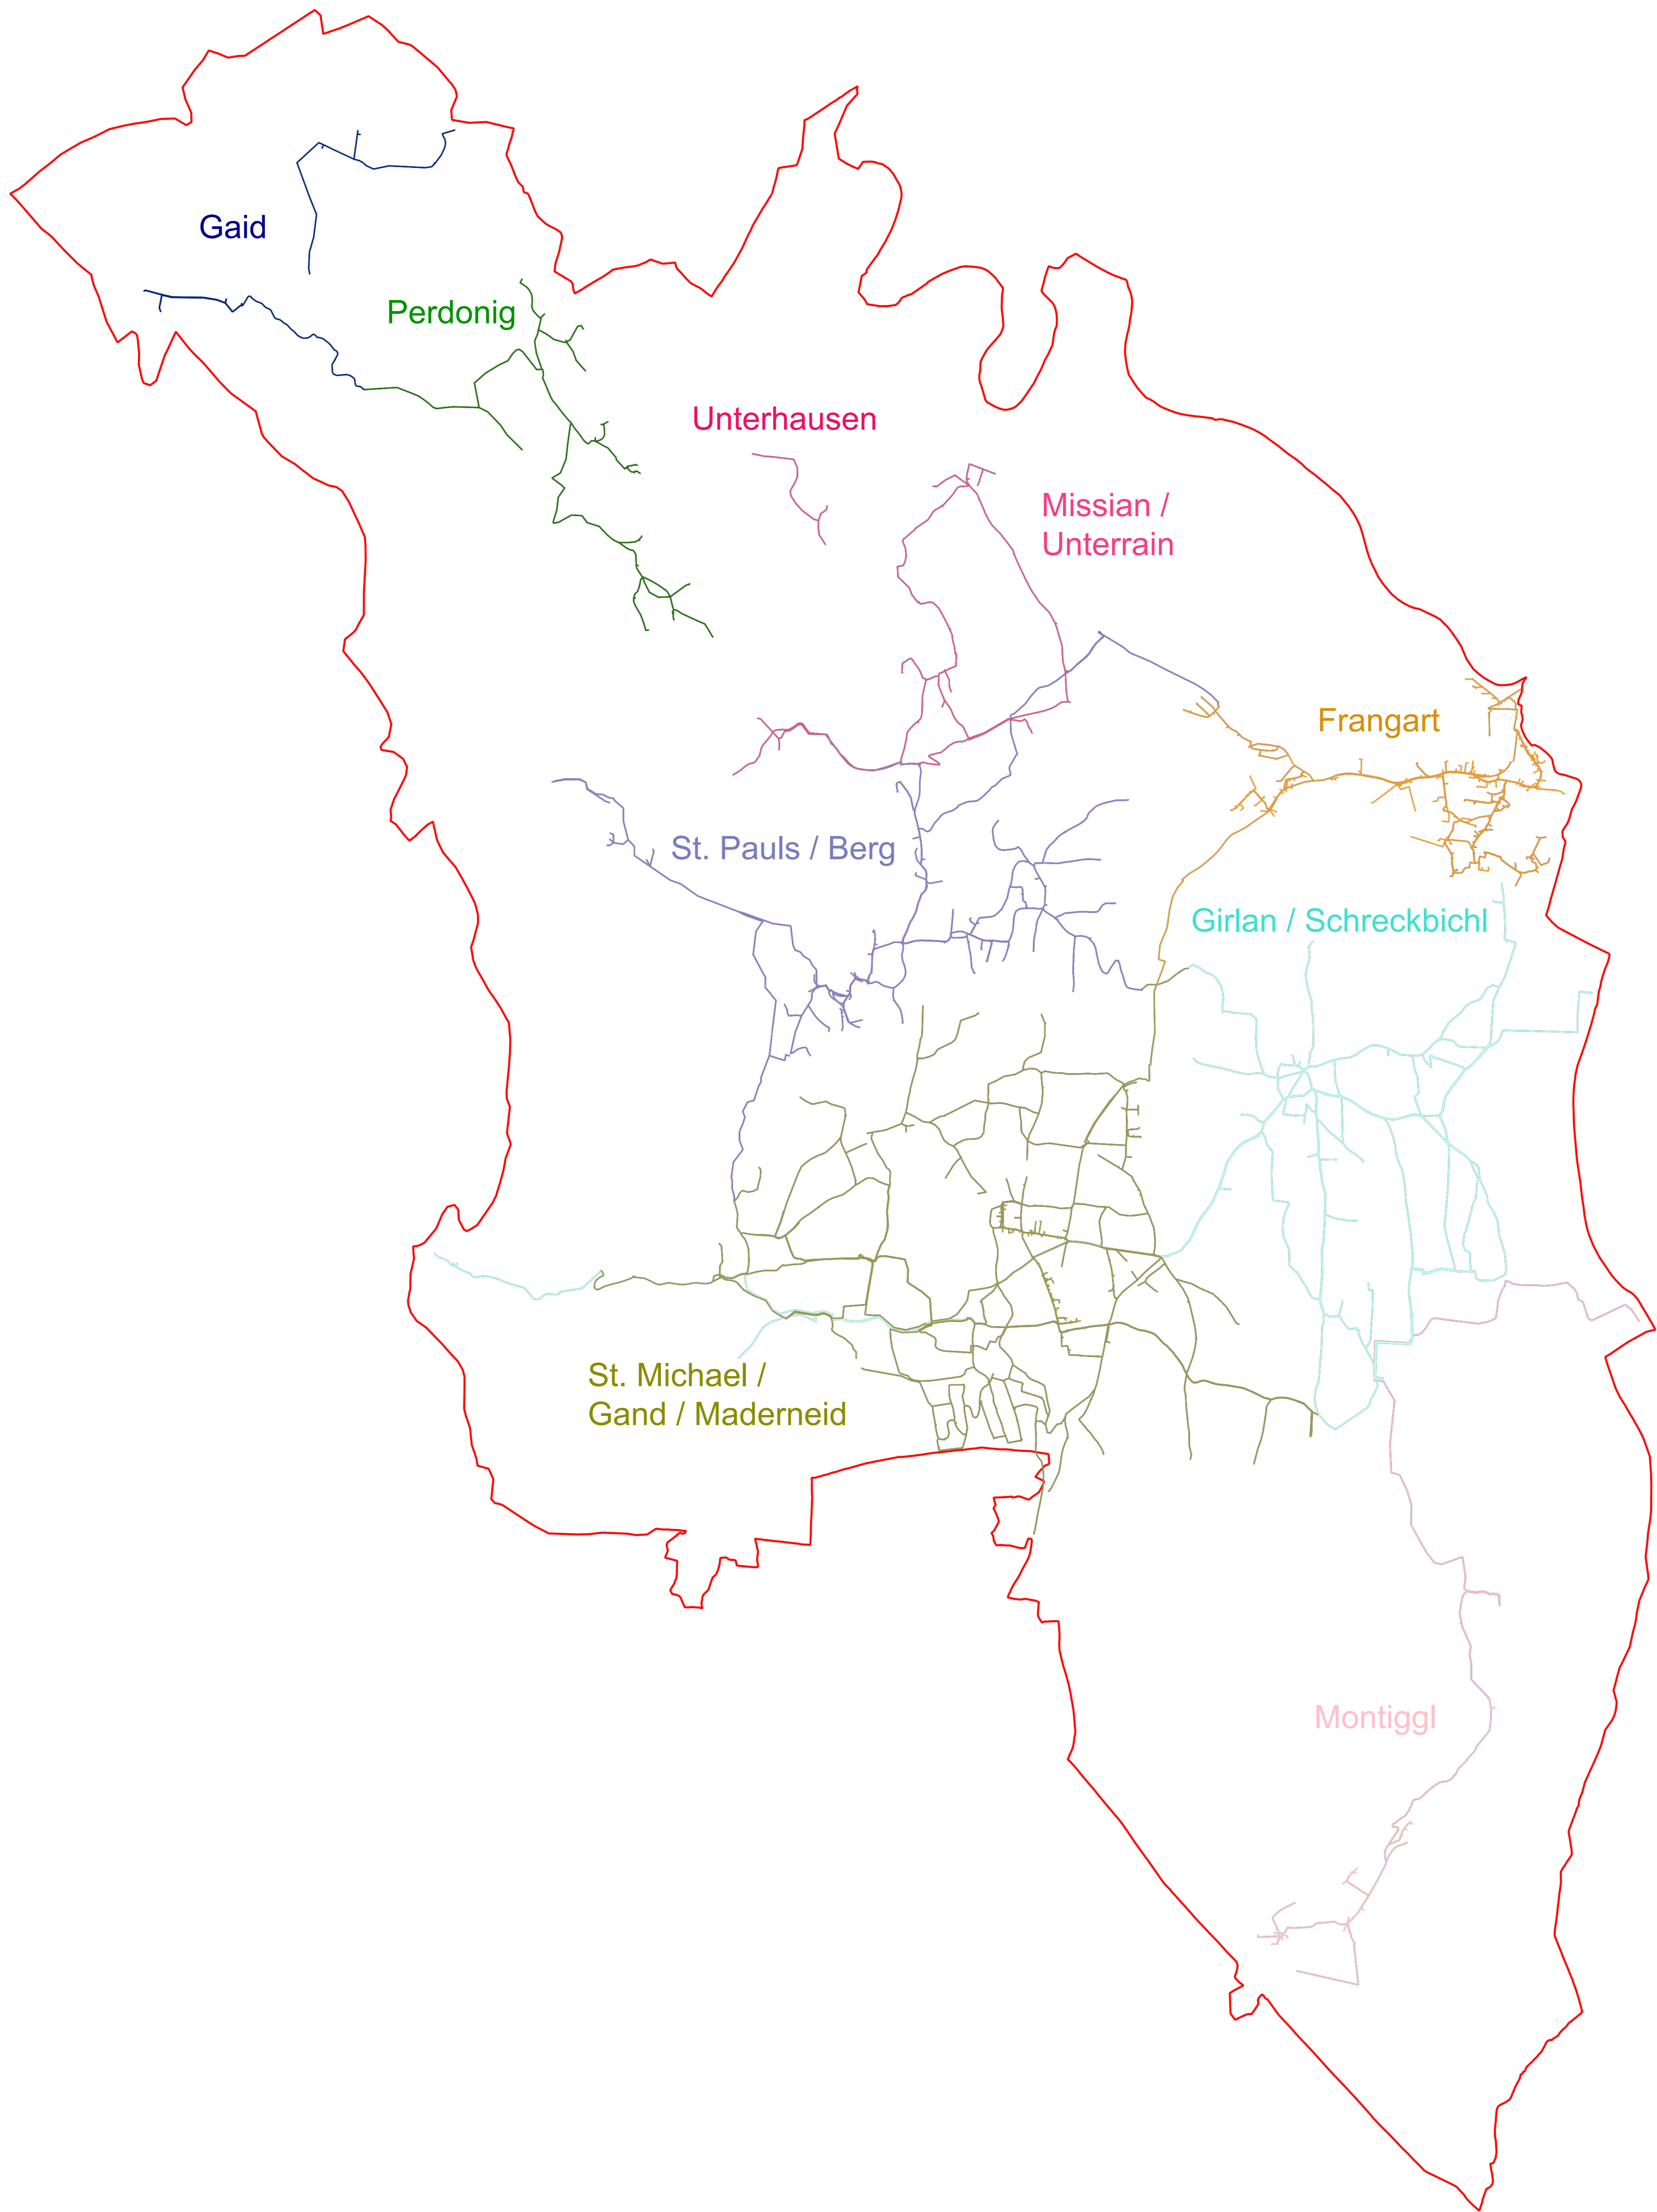 Gaid
Perdonig
Unterhausen
Missian /
Unterrain
Frangart
St. Pauls / Berg
Girlan / Schreckbichl
St. Michael /
Gand / Maderneid
Montiggl